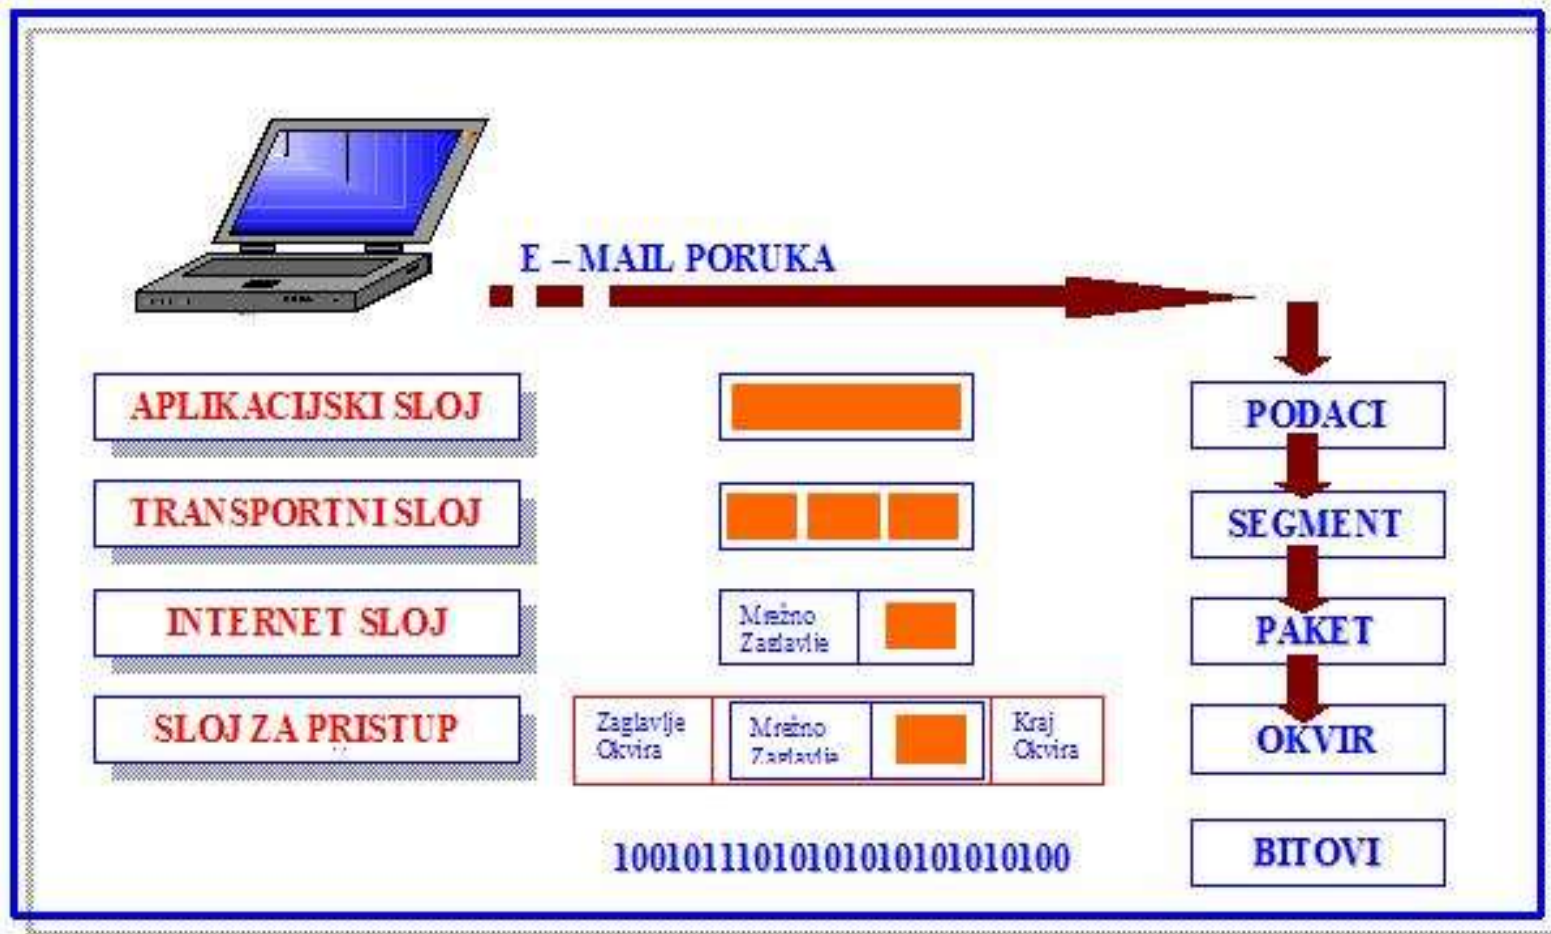 E – MAIL PORUKA
APLIKACIJSKI SLOJ
PODACI
TRANSPORTNI SLOJ
SEGMENT
INTERNET SLOJ
Mrežno
Zaglavlje
PAKET
SLOJ ZA PRISTUP
Zaglavlje
Okvira
Mrežno
Zaglavlje
Kraj
Okvira
OKVIR
1001011101010101010101010100
BITOVI